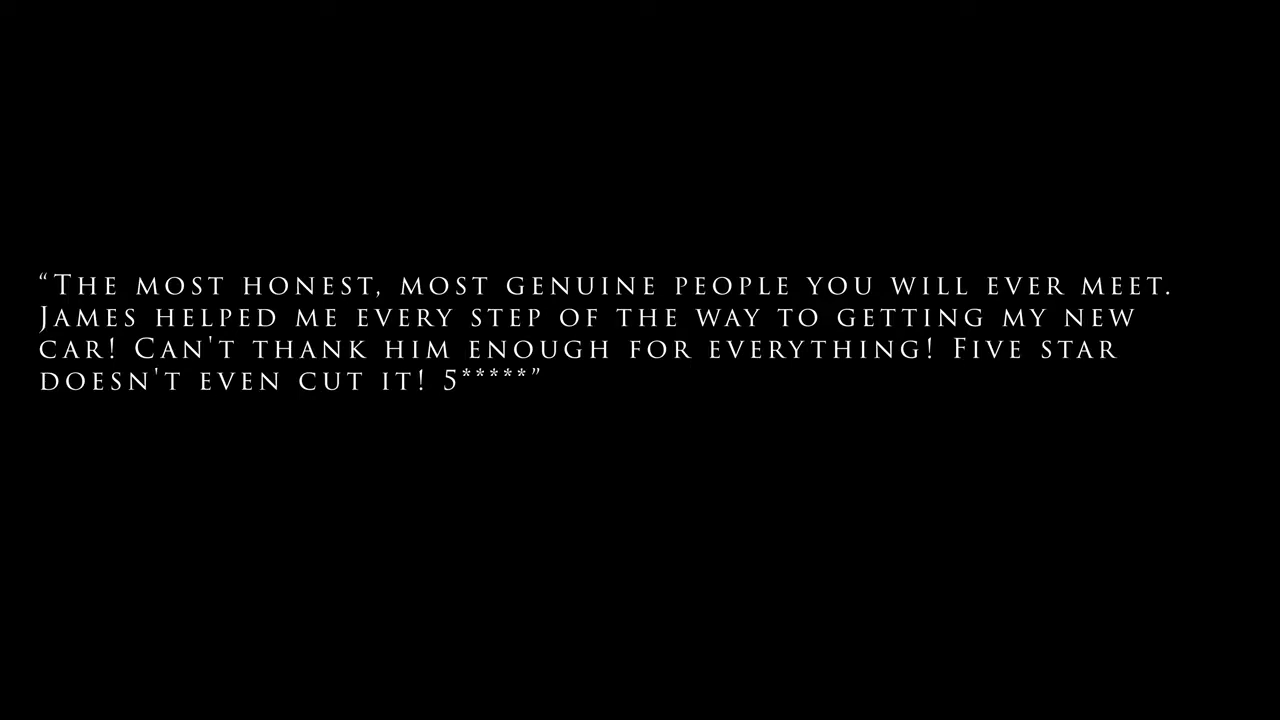 “The most honest, most genuine people you will ever meet.
James helped me every step of the way to getting my new
car! Can't thank him enough for everything! Five star
doesn't even cut it! 5*****”